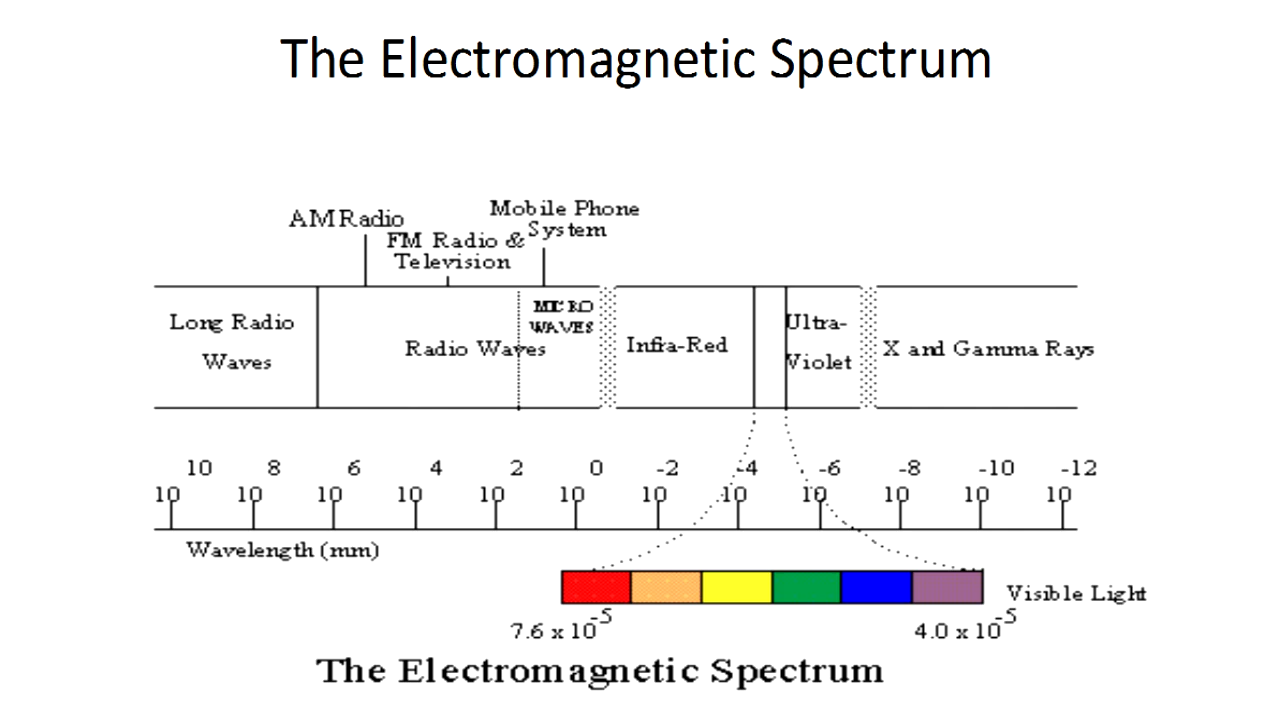 The Electromagnetic Spectrum
AM Radio
FM Radio &
Television
Mobile Phone
System
Long Radio
Waves
Radio Waves
MICRO
WAVES
Infra-Red
Ultra-
Violet
X and Gamma Rays
10 8 6 4 2 0 -2 -4 -6 -8 -10 -12
10 10 10 10 10 10 10 10 10 10 10 10
Wavelength (mm)
Visible Light
7.6 x 10-5
4.0 x 10-5
The Electromagnetic Spectrum